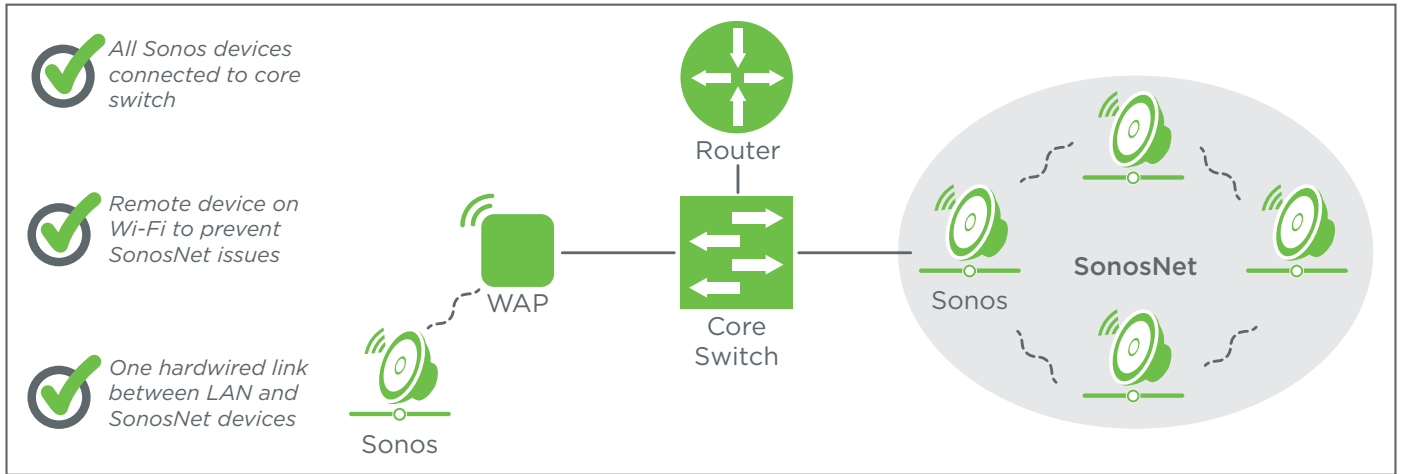 All Sonos devices
connected to core
switch
Remote device on
Wi-Fi to prevent
SonosNet issues
One hardwired link
between LAN and
SonosNet devices
Router
WAP
Core
Switch
Sonos
Sonos
SonosNet